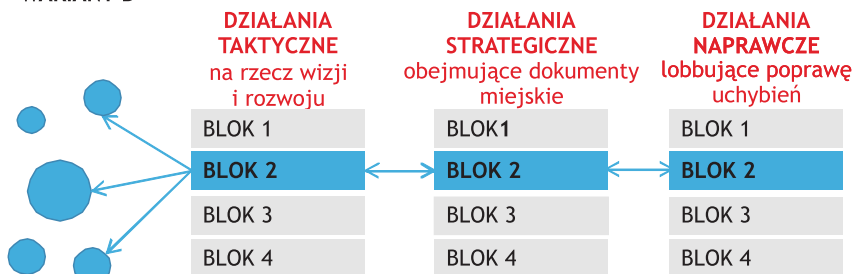 DZIAŁANIA
TAKTYCZNE
na rzecz wizji
i rozwoju
DZIAŁANIA
STRATEGICZNE
obejmujące dokumenty
miejskie
DZIAŁANIA
NAPRAWCZE
lobbujące poprawę
uchybień
BLOK 1
BLOK1
BLOK 1
BLOK 2
BLOK 2
BLOK 2
BLOK 3
BLOK 3
BLOK 3
BLOK 4
BLOK 4
BLOK 4